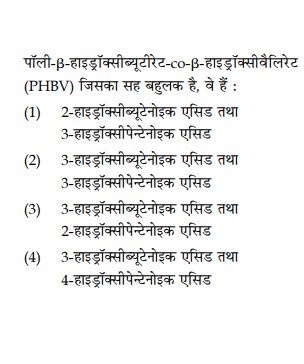 पॉली-β-हाइड्रॉक्सीब्यूटीरेट-co-β-हाइड्रॉक्सीवैलिरेट
(PHBV) जिसका सह बहुलक है, वे हैं :
(1) 2-हाइड्रॉक्सीब्यूटेनोइक एसिड तथा
3-हाइड्रॉक्सीपेन्टेनोइक एसिड
(2) 3-हाइड्रॉक्सीब्यूटेनोइक एसिड तथा
3-हाइड्रॉक्सीपेन्टेनोइक एसिड
(3) 3-हाइड्रॉक्सीब्यूटेनोइक एसिड तथा
2-हाइड्रॉक्सीपेन्टेनोइक एसिड
(4) 3-हाइड्रॉक्सीब्यूटेनोइक एसिड तथा
4-हाइड्रॉक्सीपेन्टेनोइक एसिड